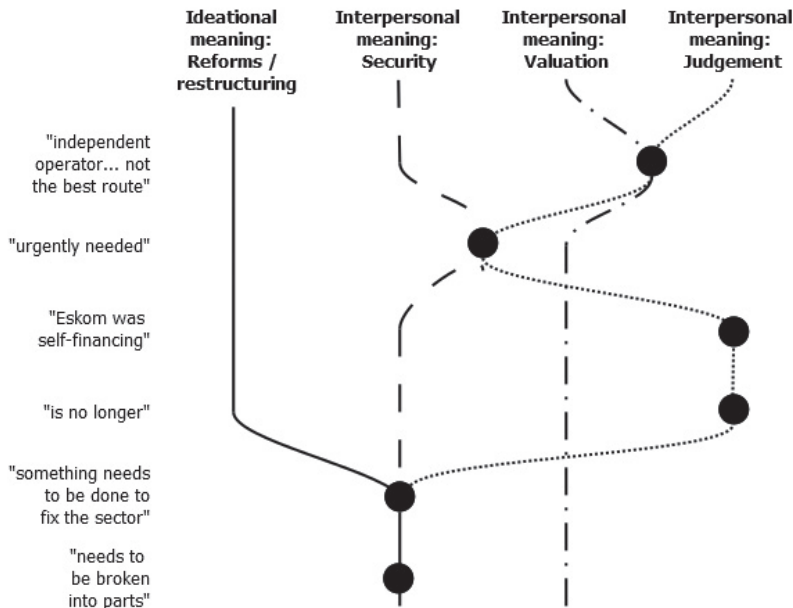 Ideational
meaning:
Reforms /
restructuring
Interpersonal
meaning:
Security
Interpersonal
meaning:
Valuation
Interpersonal
meaning:
Judgement
"independent
operator... not
the best route"
"urgently needed"
"Eskom was
self-financing"
"is no longer"
"something needs
to be done to
fix the sector"
"needs to
be broken
into parts"